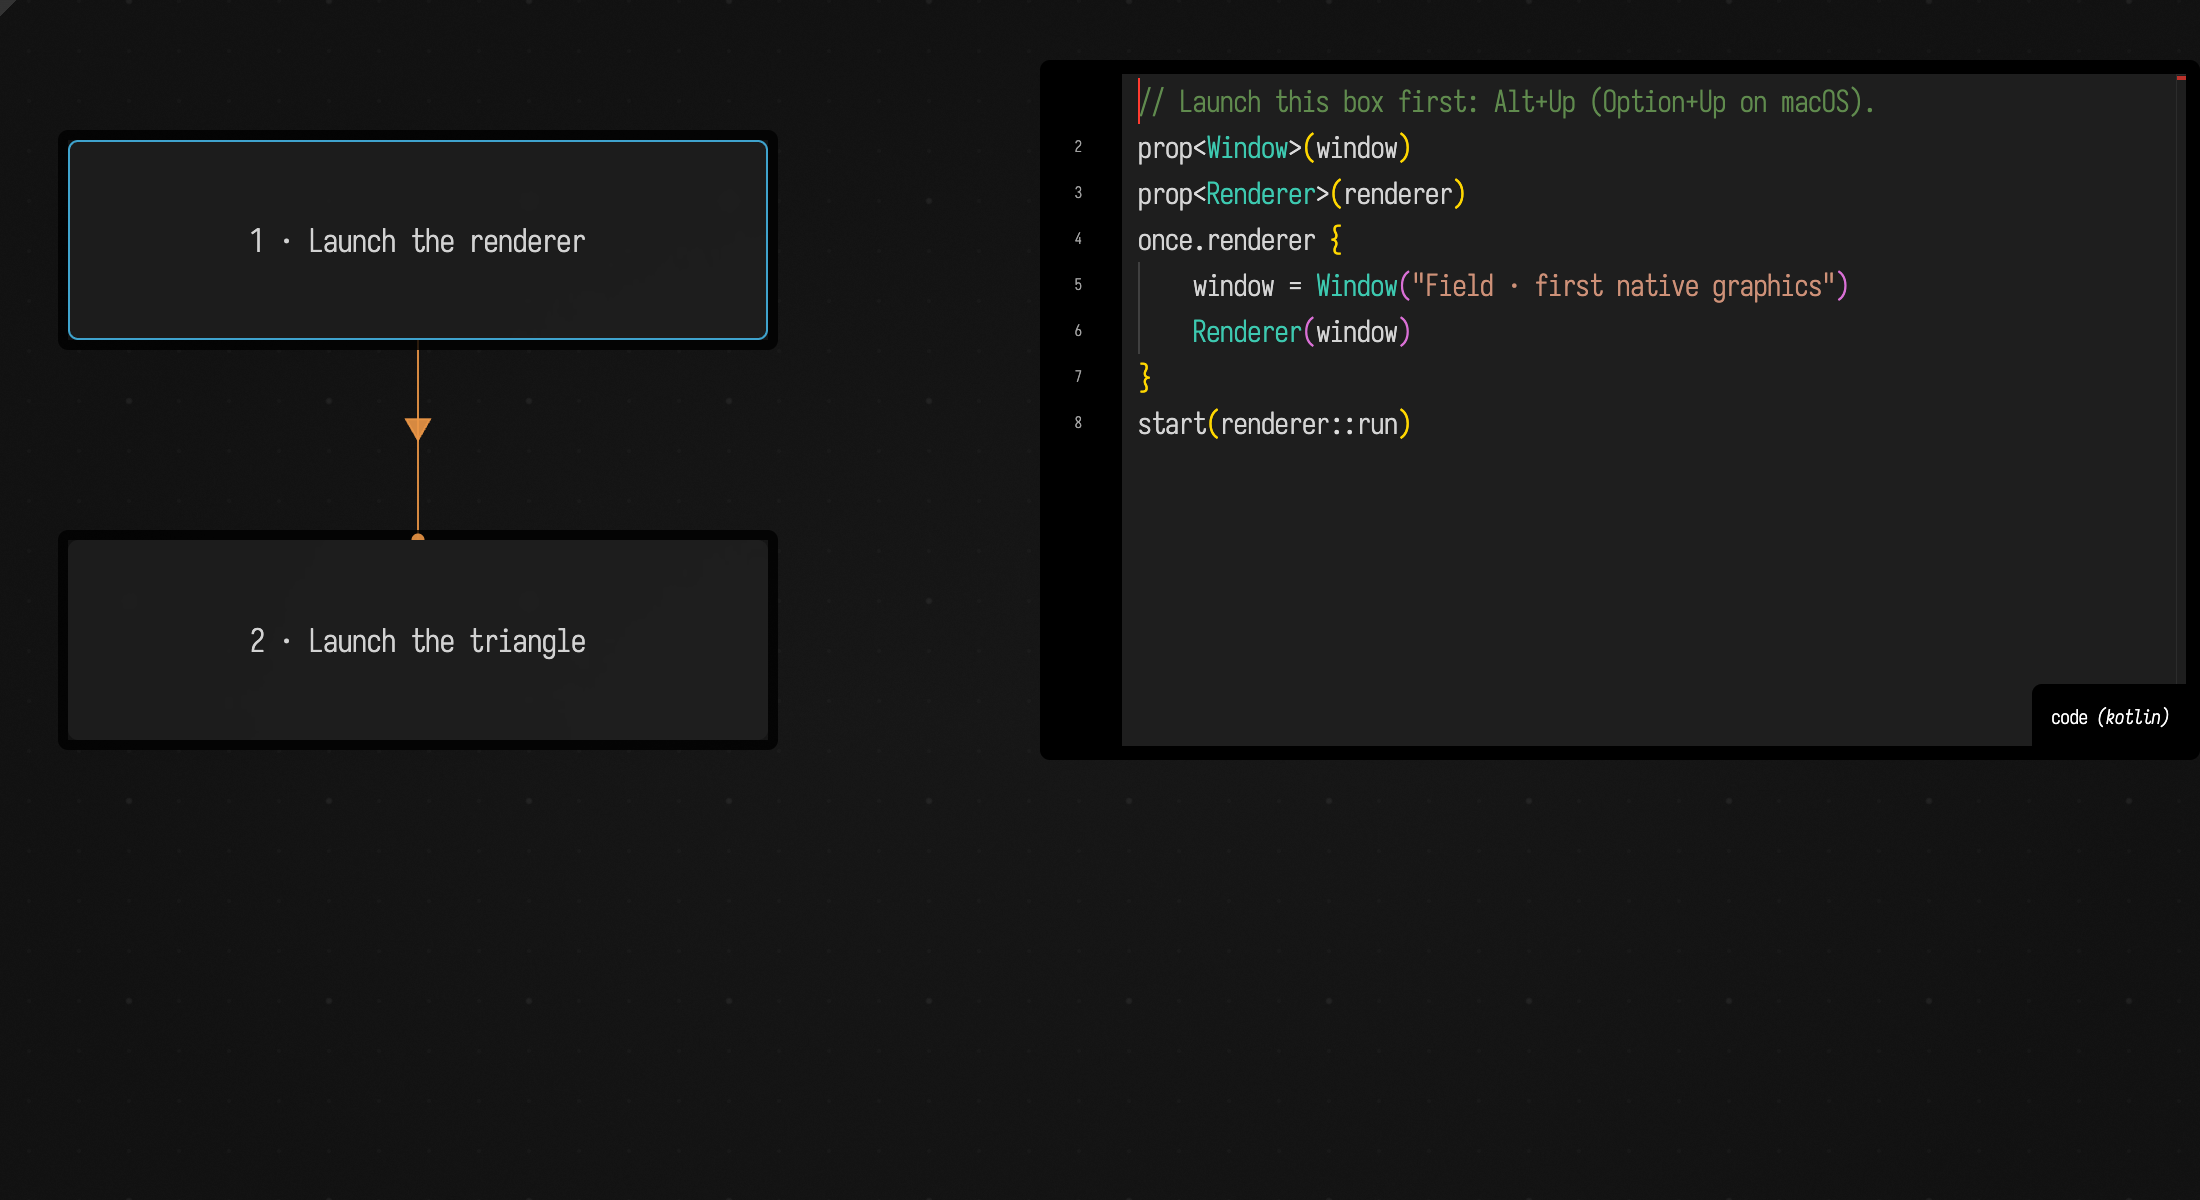 1 · Launch the renderer
2 · Launch the triangle
// Launch this box first: Alt+Up (Option+Up on macOS).
2 prop<Window>(window)
3 prop<Renderer>(renderer)
4 once.renderer {
5     window = Window("Field · first native graphics")
6     Renderer(window)
7 }
8 start(renderer::run)
code (kotlin)